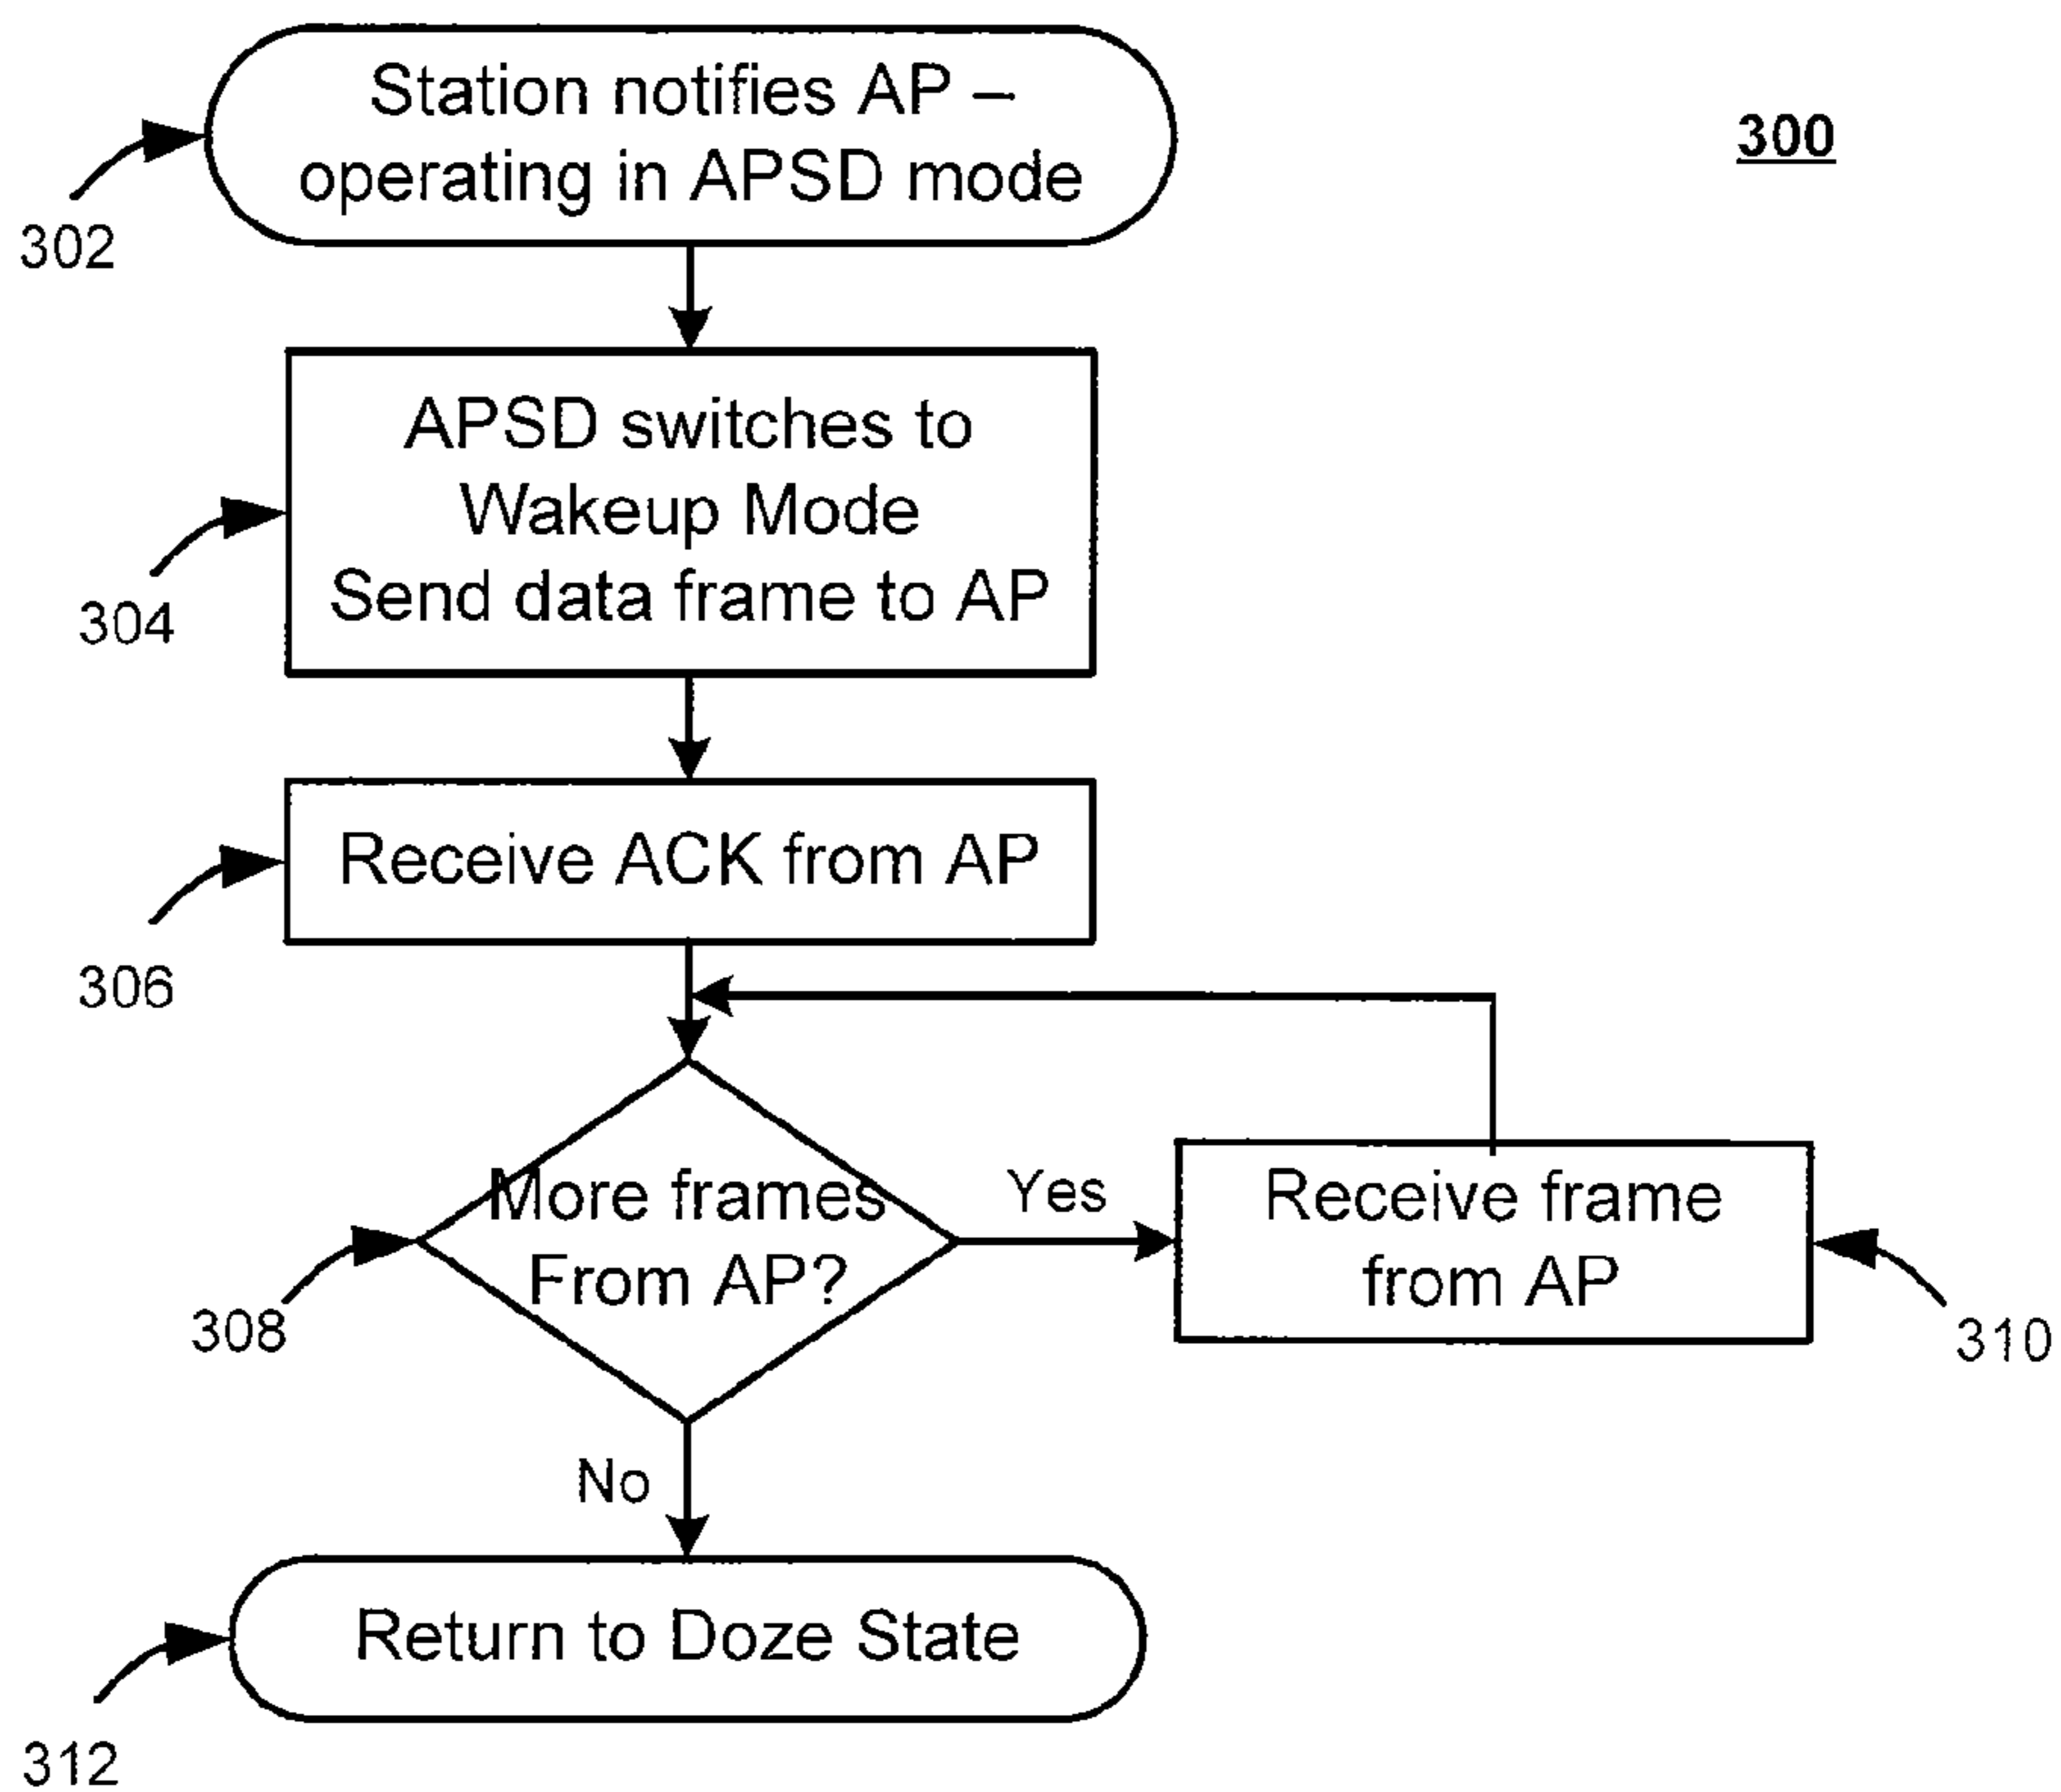 Station notifies AP –
operating in APSD mode
300
302
APSD switches to
Wakeup Mode
Send data frame to AP
304
Receive ACK from AP
306
More frames
From AP?
Yes
Receive frame
from AP
308
310
No
Return to Doze State
312